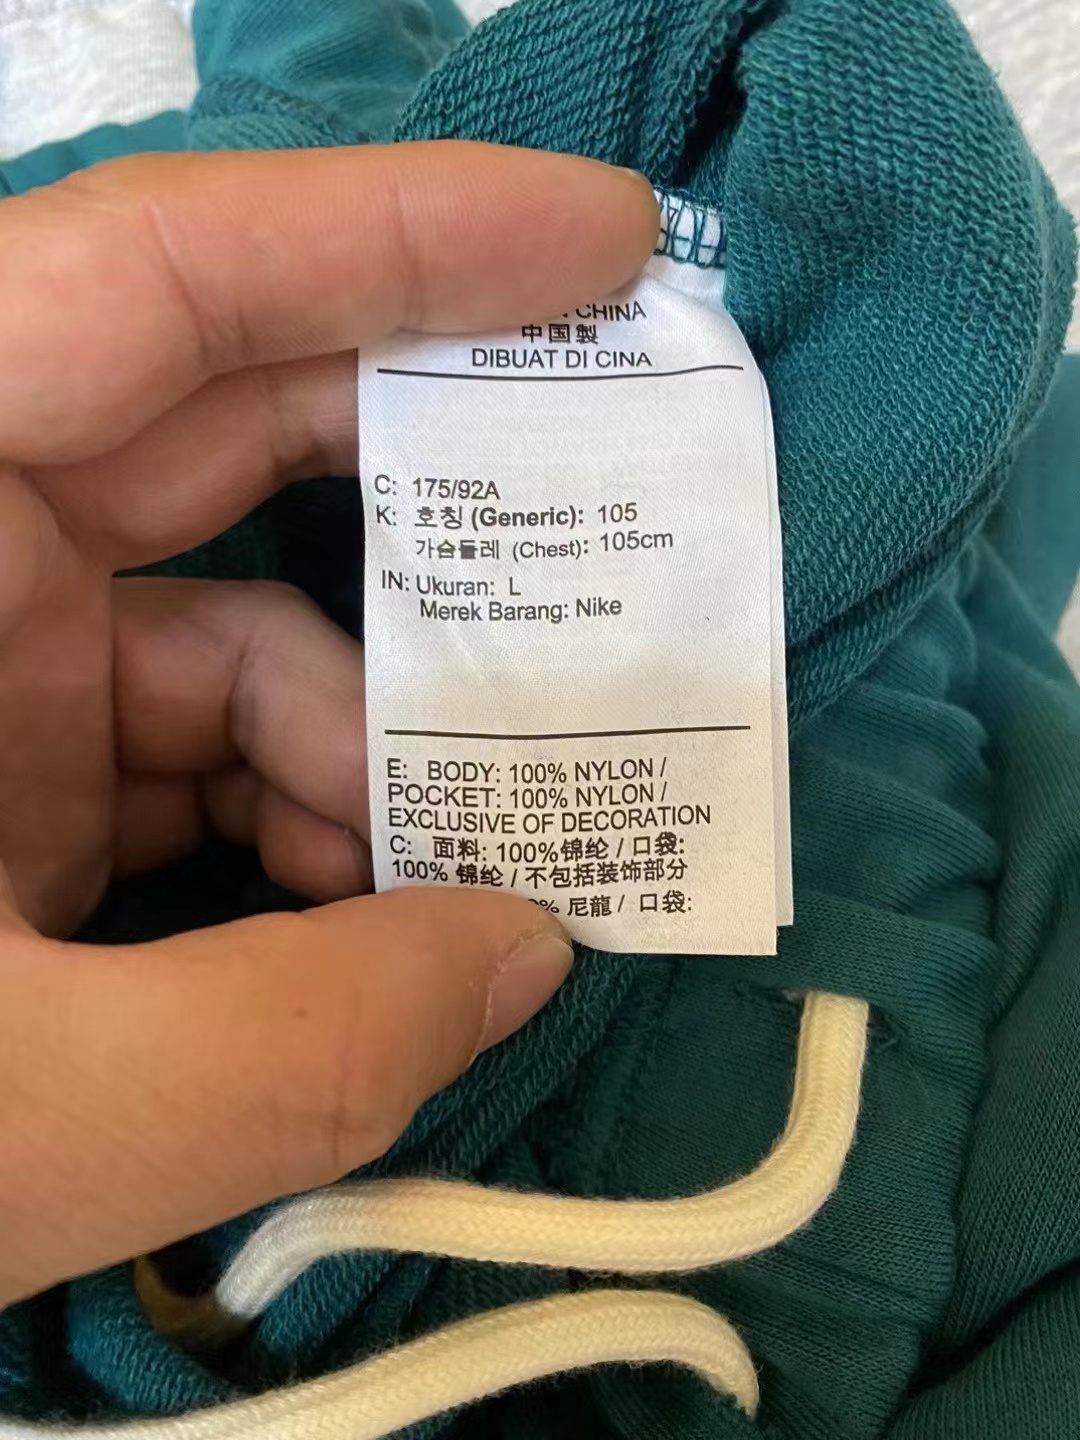 CHINA
中国製
DIBUAT DI CINA
C: 175/92A
K: 호칭 (Generic): 105
가슴둘레 (Chest): 105cm
IN: Ukuran: L
Merek Barang: Nike
E: BODY: 100% NYLON /
POCKET: 100% NYLON /
EXCLUSIVE OF DECORATION
C: 面料: 100%锦纶 / 口袋:
100% 锦纶 / 不包括装饰部分
% 尼龍 / 口袋: